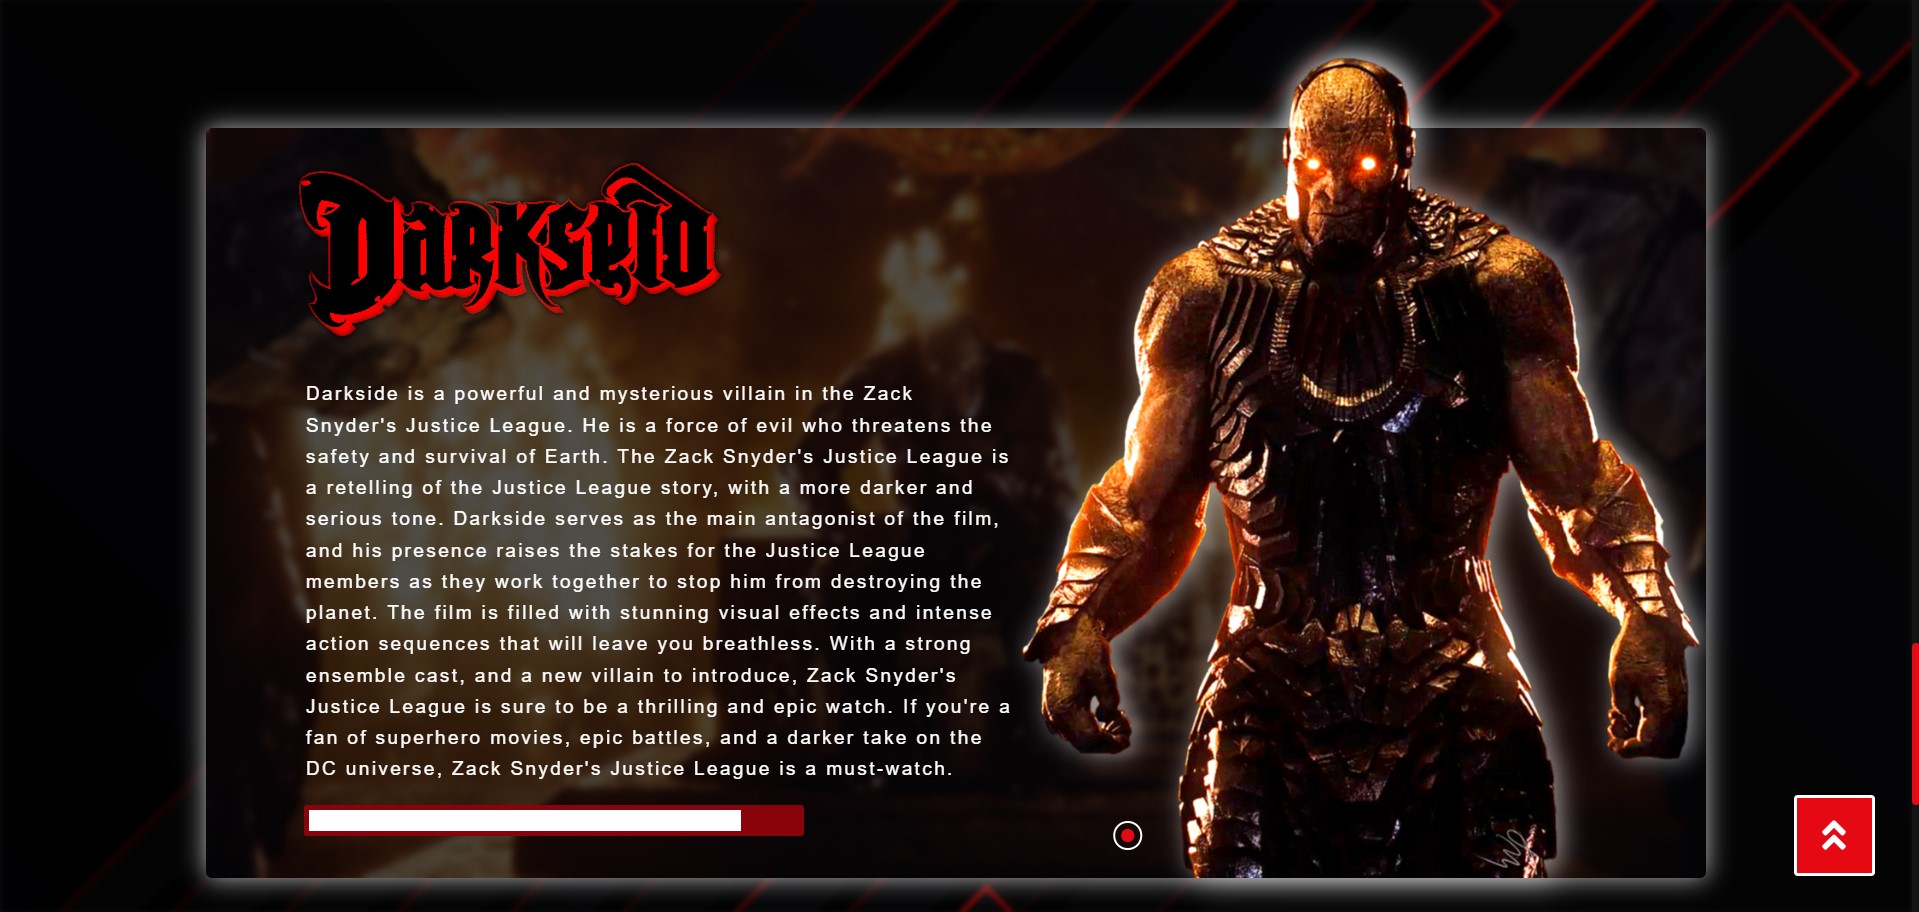 Darkseid
Darkside is a powerful and mysterious villain in the Zack
Snyder's Justice League. He is a force of evil who threatens the
safety and survival of Earth. The Zack Snyder's Justice League is
a retelling of the Justice League story, with a more darker and
serious tone. Darkside serves as the main antagonist of the film,
and his presence raises the stakes for the Justice League
members as they work together to stop him from destroying the
planet. The film is filled with stunning visual effects and intense
action sequences that will leave you breathless. With a strong
ensemble cast, and a new villain to introduce, Zack Snyder's
Justice League is sure to be a thrilling and epic watch. If you're a
fan of superhero movies, epic battles, and a darker take on the
DC universe, Zack Snyder's Justice League is a must-watch.